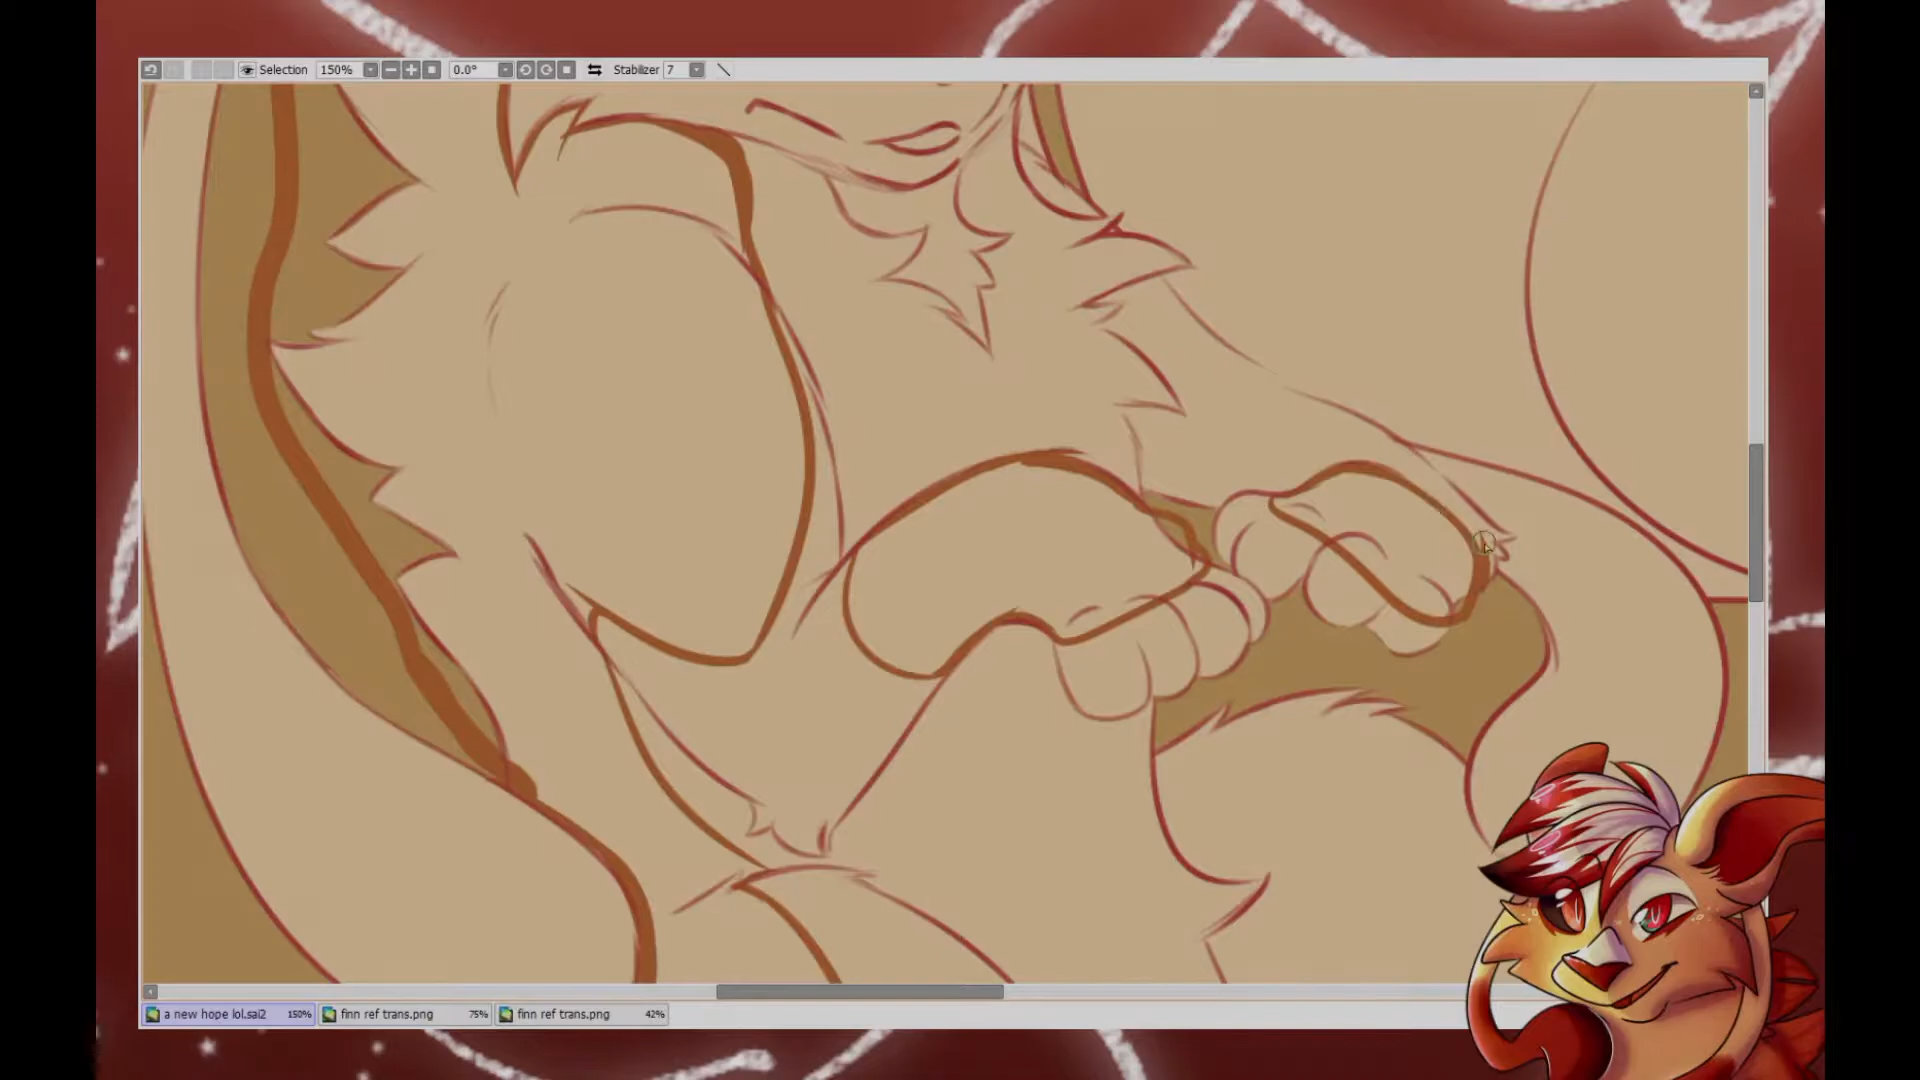 Selection 150% 0.0° Stabilizer 7
a new hope lol.sai2 150% finn ref trans.png 75% finn ref trans.png 42%